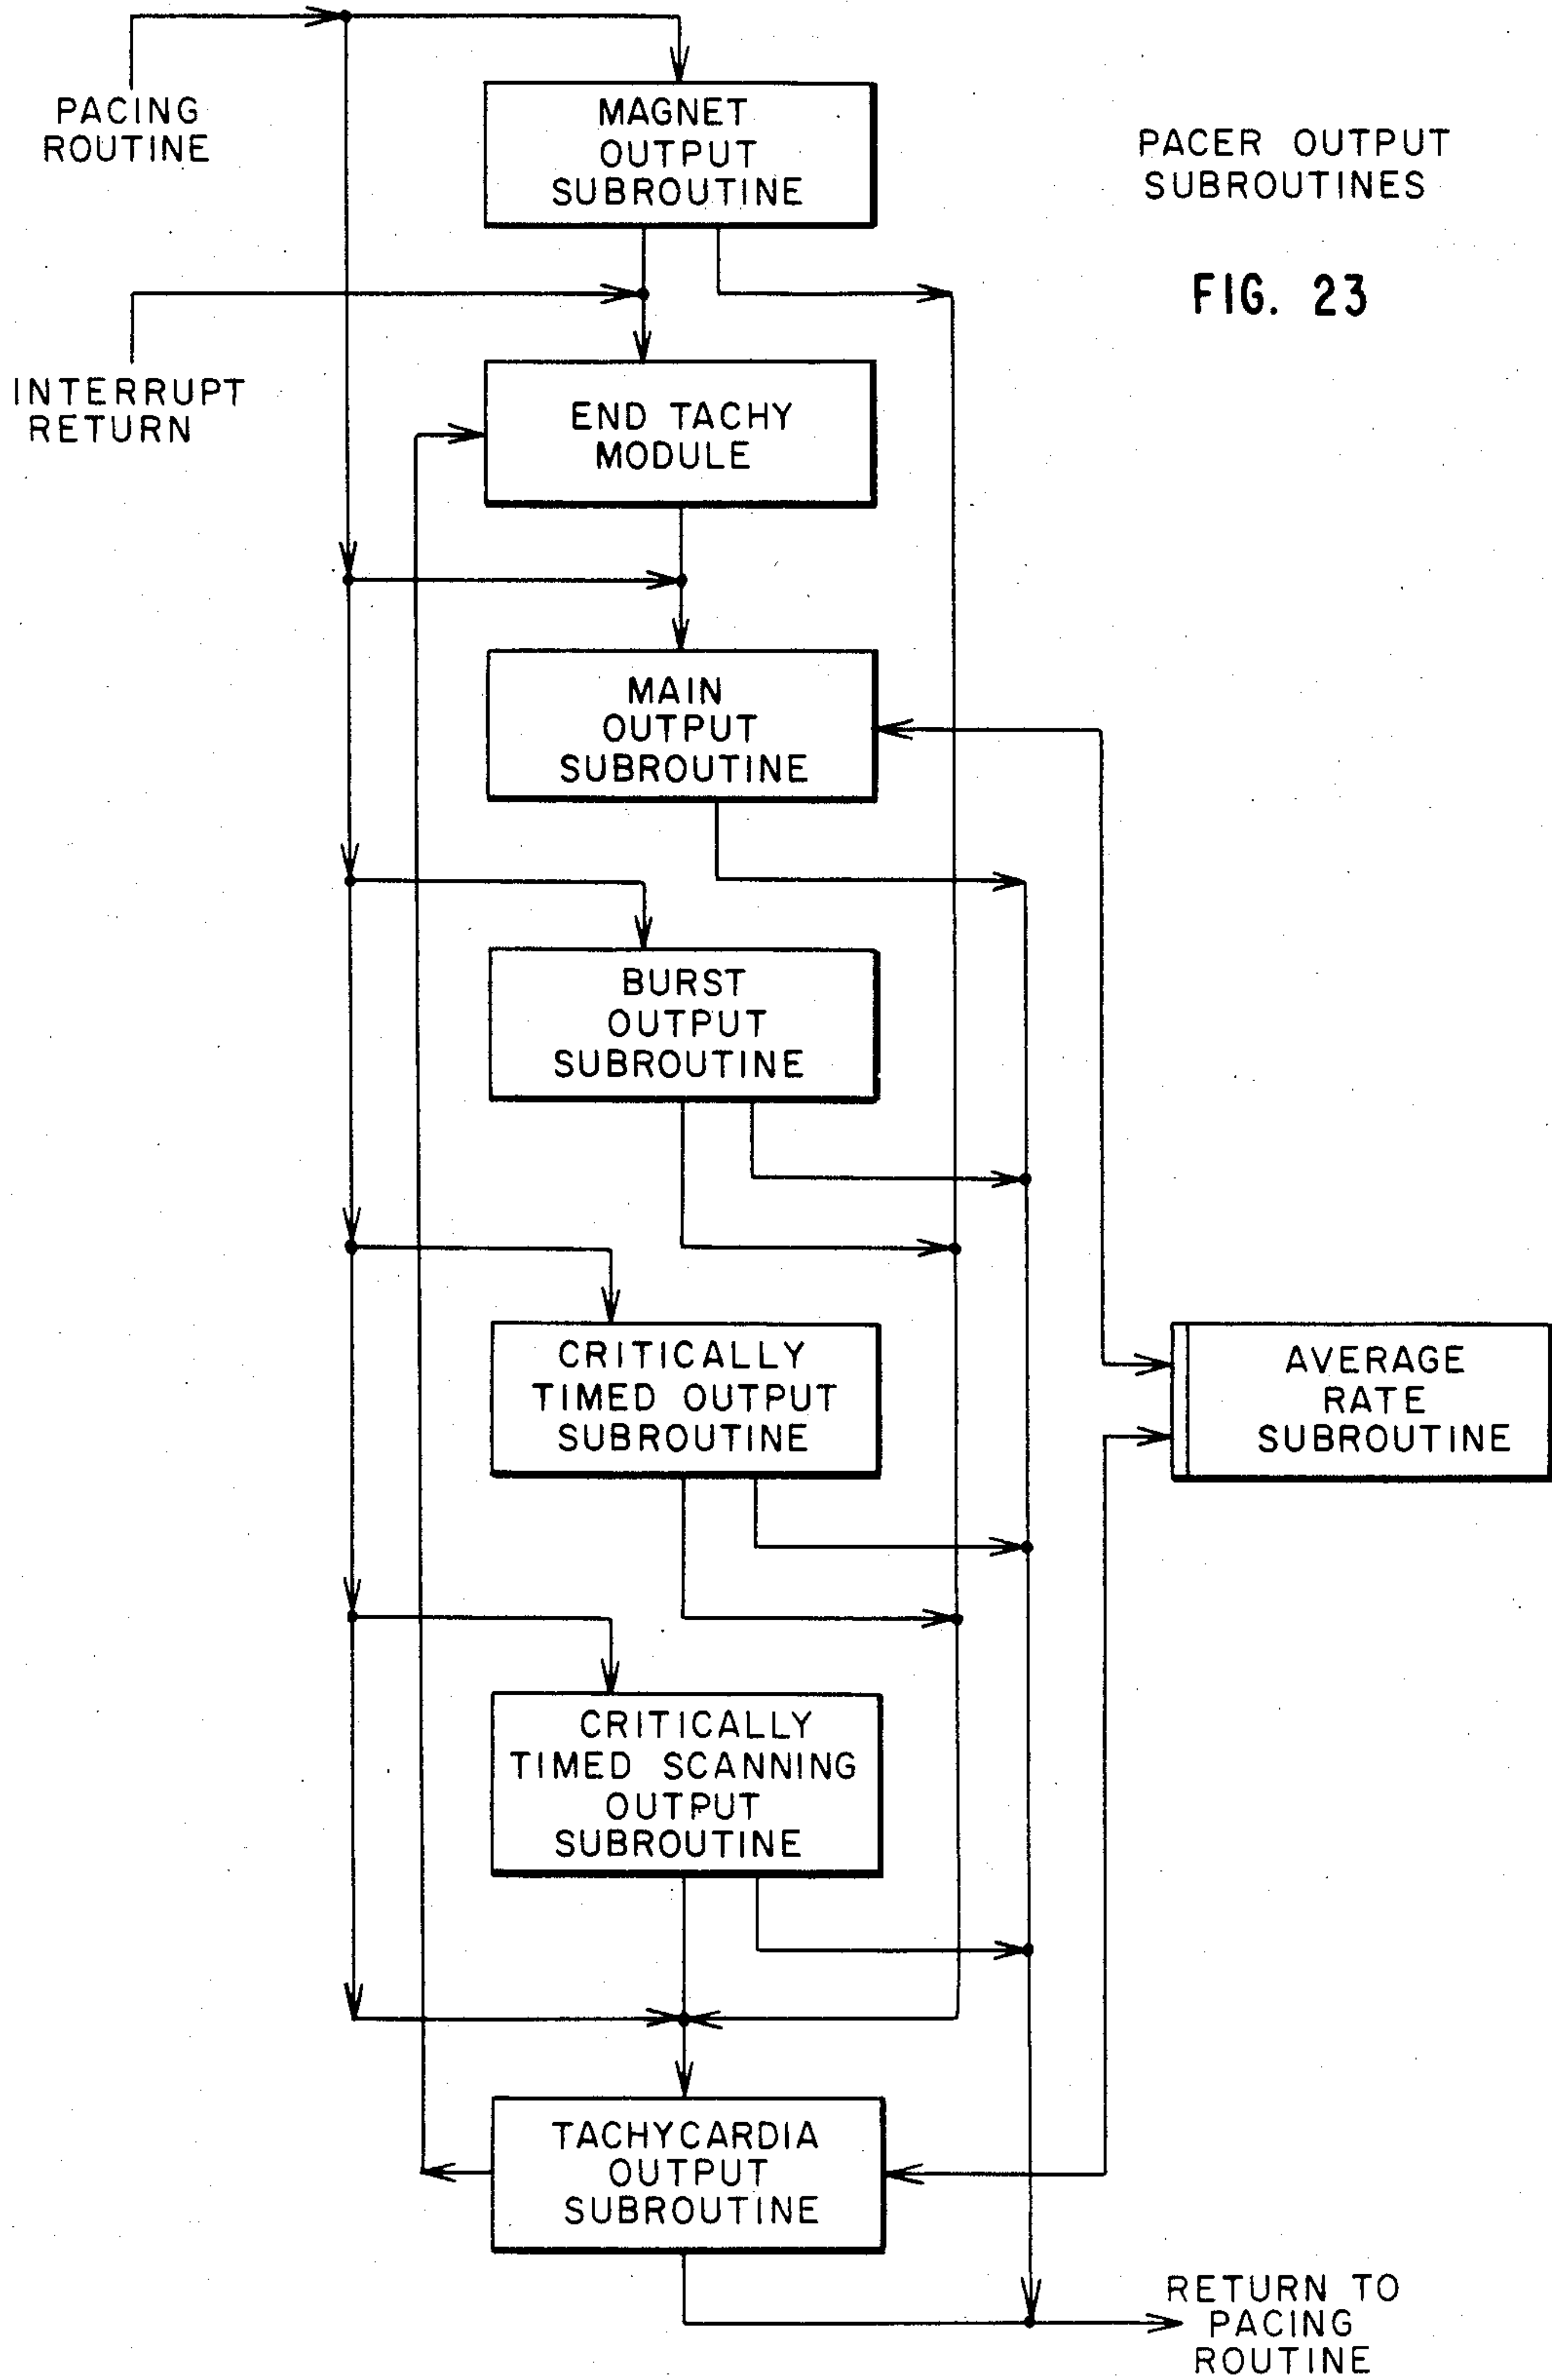 PACING
ROUTINE
MAGNET
OUTPUT
SUBROUTINE
PACER OUTPUT
SUBROUTINES
FIG. 23
INTERRUPT
RETURN
END TACHY
MODULE
MAIN
OUTPUT
SUBROUTINE
BURST
OUTPUT
SUBROUTINE
CRITICALLY
TIMED OUTPUT
SUBROUTINE
AVERAGE
RATE
SUBROUTINE
CRITICALLY
TIMED SCANNING
OUTPUT
SUBROUTINE
TACHYCARDIA
OUTPUT
SUBROUTINE
RETURN TO
PACING
ROUTINE